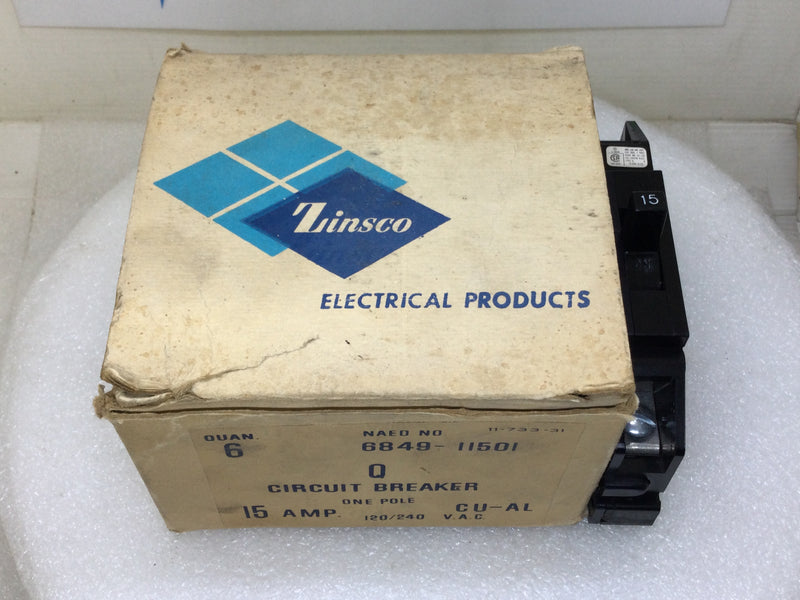 Zinsco
ELECTRICAL PRODUCTS
15
QUAN.
6
NAED NO
11-733-31
6849-11501
Q
CIRCUIT BREAKER
ONE POLE
15 AMP.
120/240 V.A.C.
CU-AL